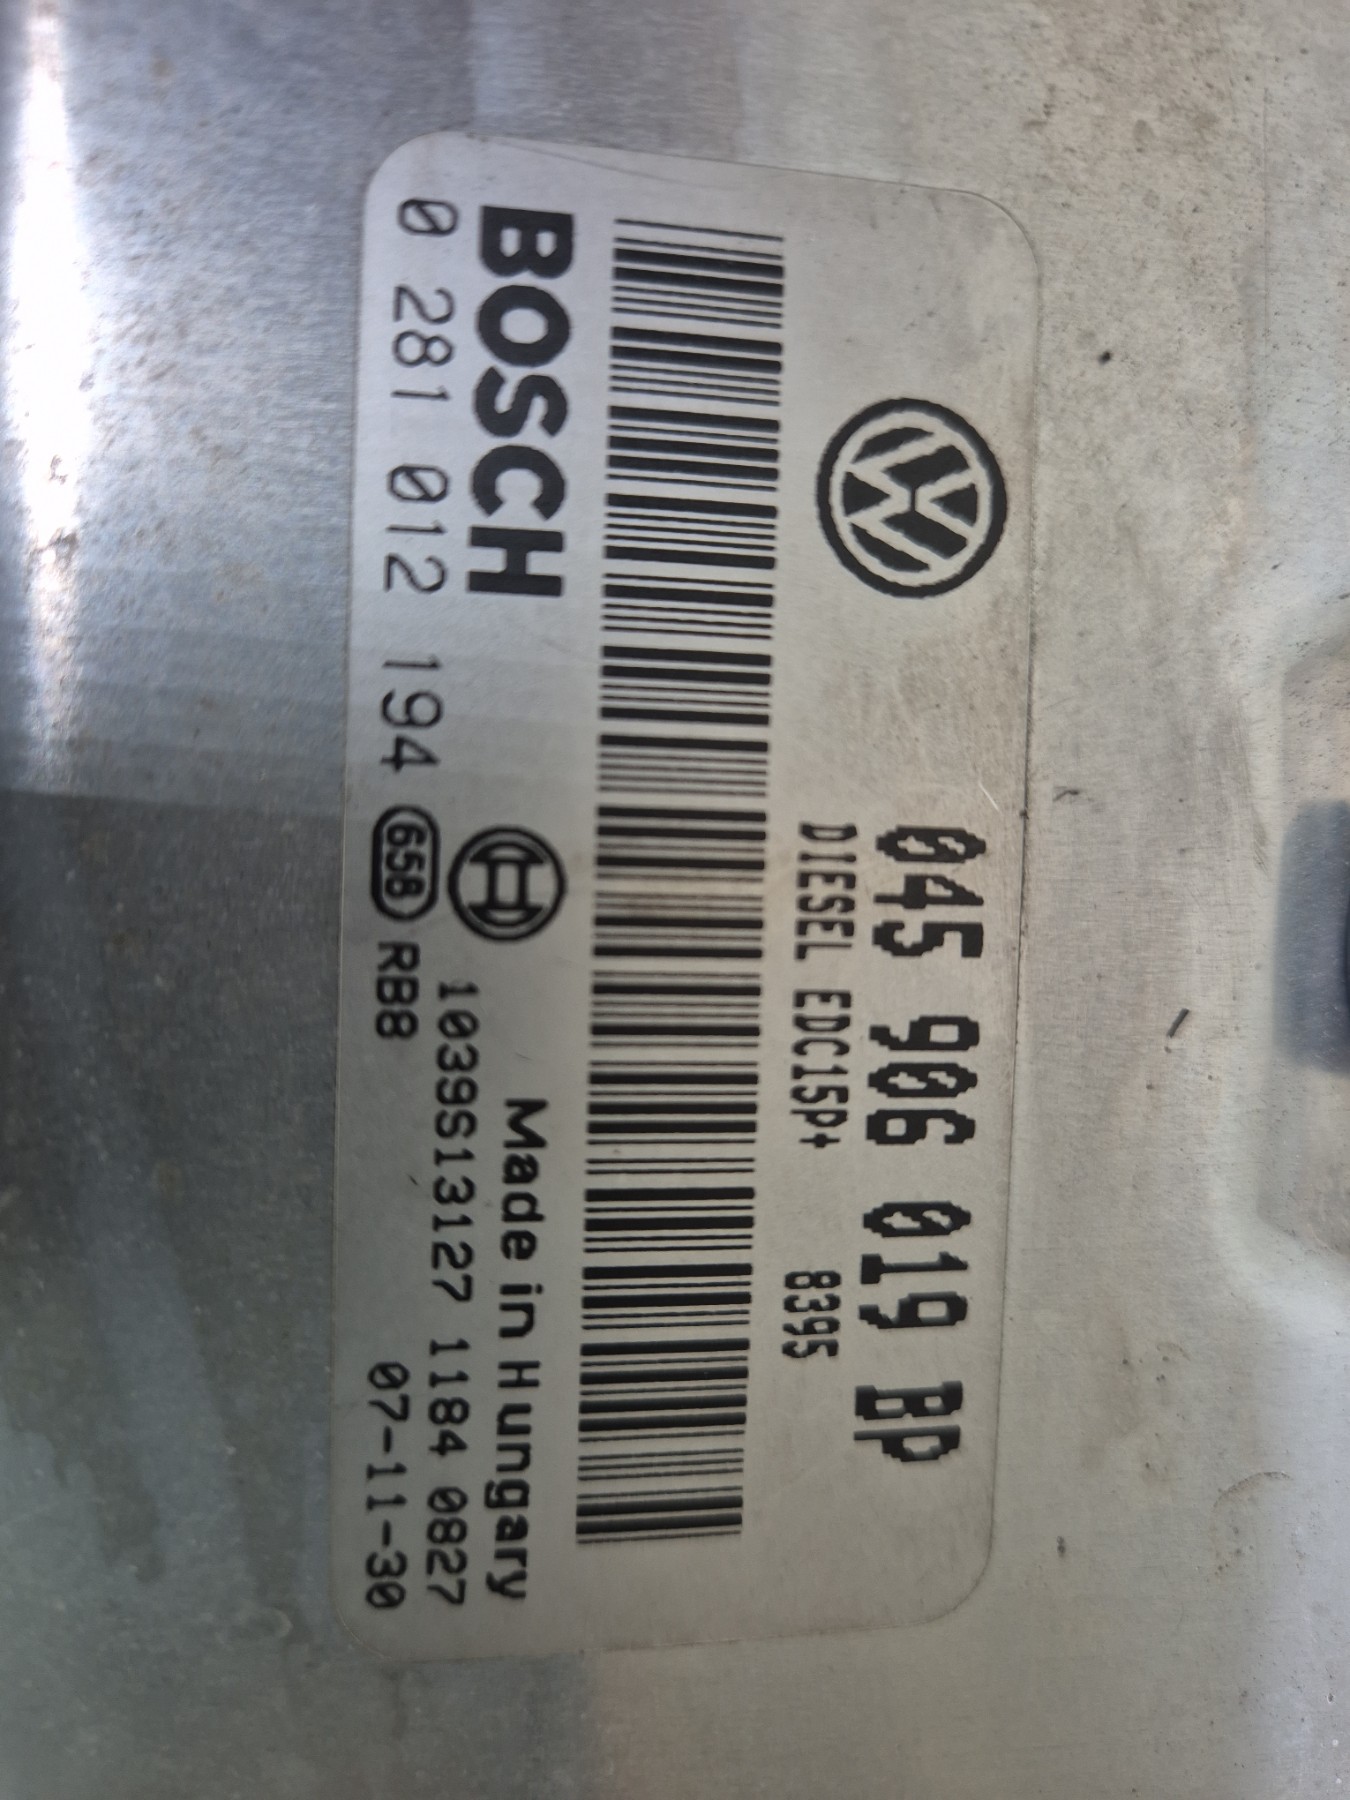 045 906 019 BP
DIESEL EDC15P+ 8395
BOSCH
Made in Hungary
1039S13127 1184 0827
0 281 012 194 658 RB8 07-11-30